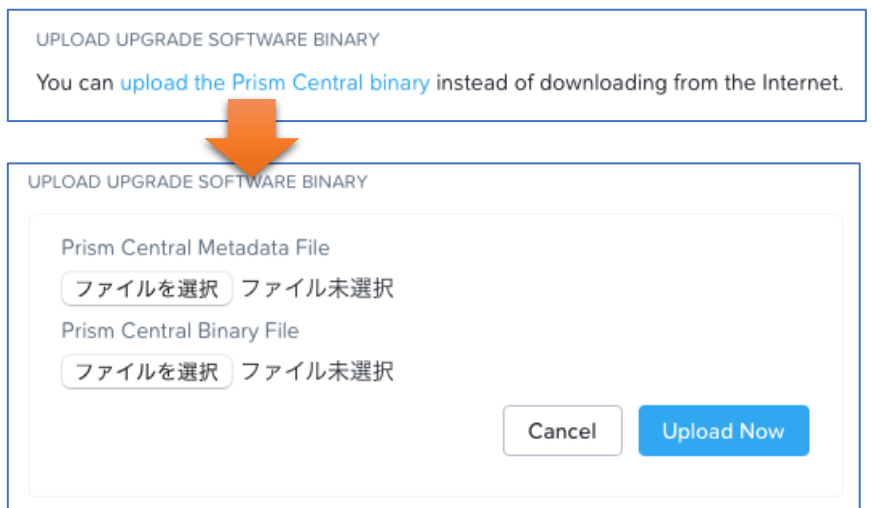 UPLOAD UPGRADE SOFTWARE BINARY
You can upload the Prism Central binary instead of downloading from the Internet.
UPLOAD UPGRADE SOFTWARE BINARY
Prism Central Metadata File
ファイルを選択 ファイル未選択
Prism Central Binary File
ファイルを選択 ファイル未選択
Cancel Upload Now